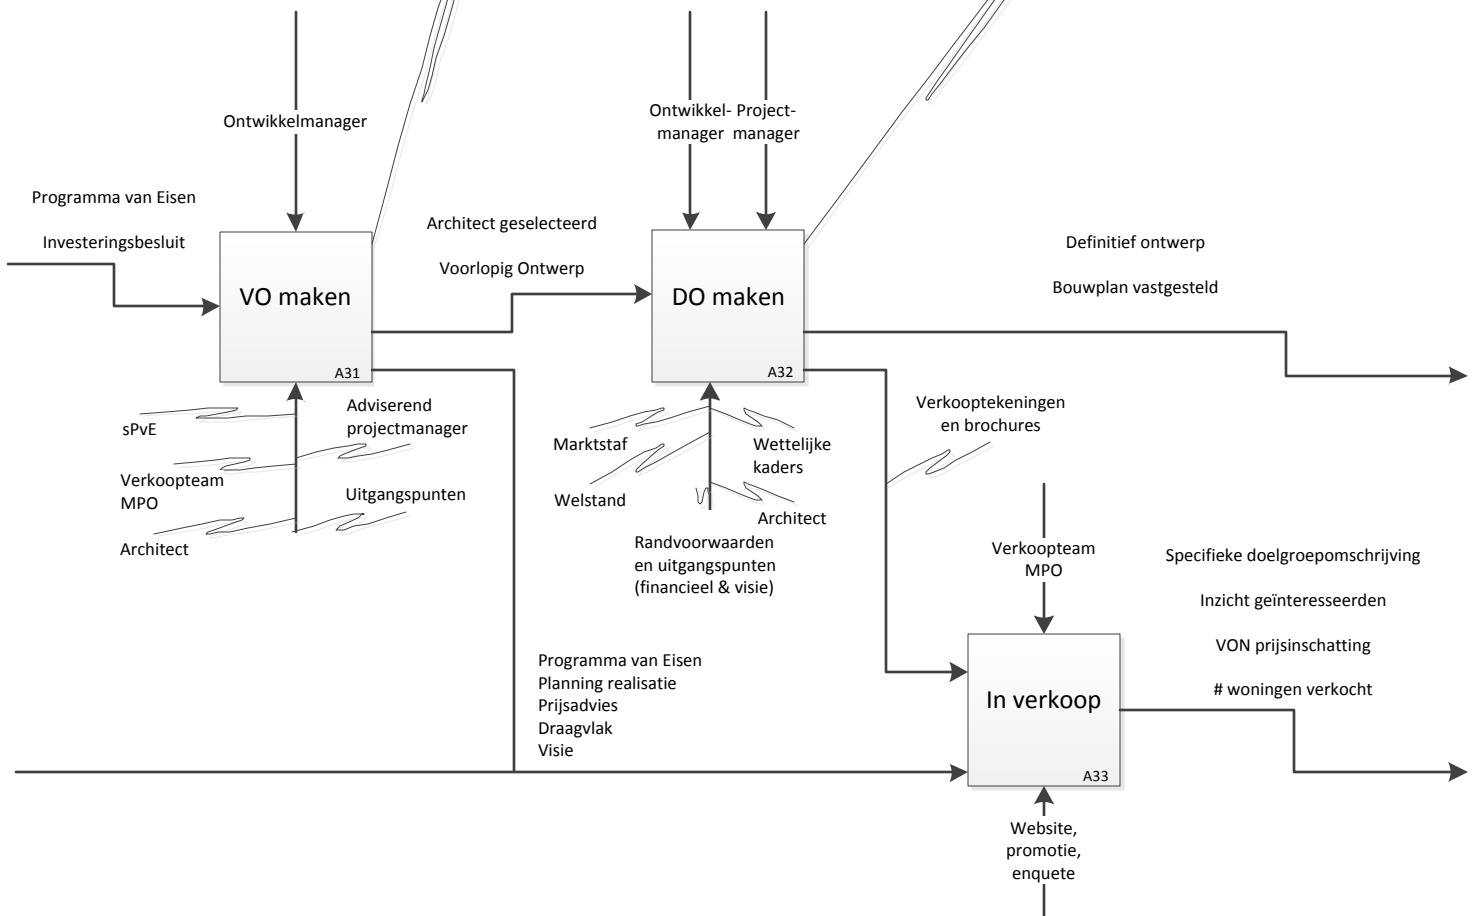 Ontwikkelmanager
Ontwikkel-
manager
Project-
manager
Programma van Eisen
Investeringsbesluit
VO maken
A31
Architect geselecteerd
Voorlopig Ontwerp
DO maken
A32
Definitief ontwerp
Bouwplan vastgesteld
sPvE
Adviserend
projectmanager
Verkoopteam
MPO
Uitgangspunten
Architect
Marktstaf
Wettelijke
kaders
Welstand
Architect
Randvoorwaarden
en uitgangspunten
(financieel & visie)
Verkooptekeningen
en brochures
Verkoopteam
MPO
Specifieke doelgroepomschrijving
Inzicht geïnteresseerden
VON prijsinschatting
# woningen verkocht
Programma van Eisen
Planning realisatie
Prijsadvies
Draagvlak
Visie
In verkoop
A33
Website,
promotie,
enquete